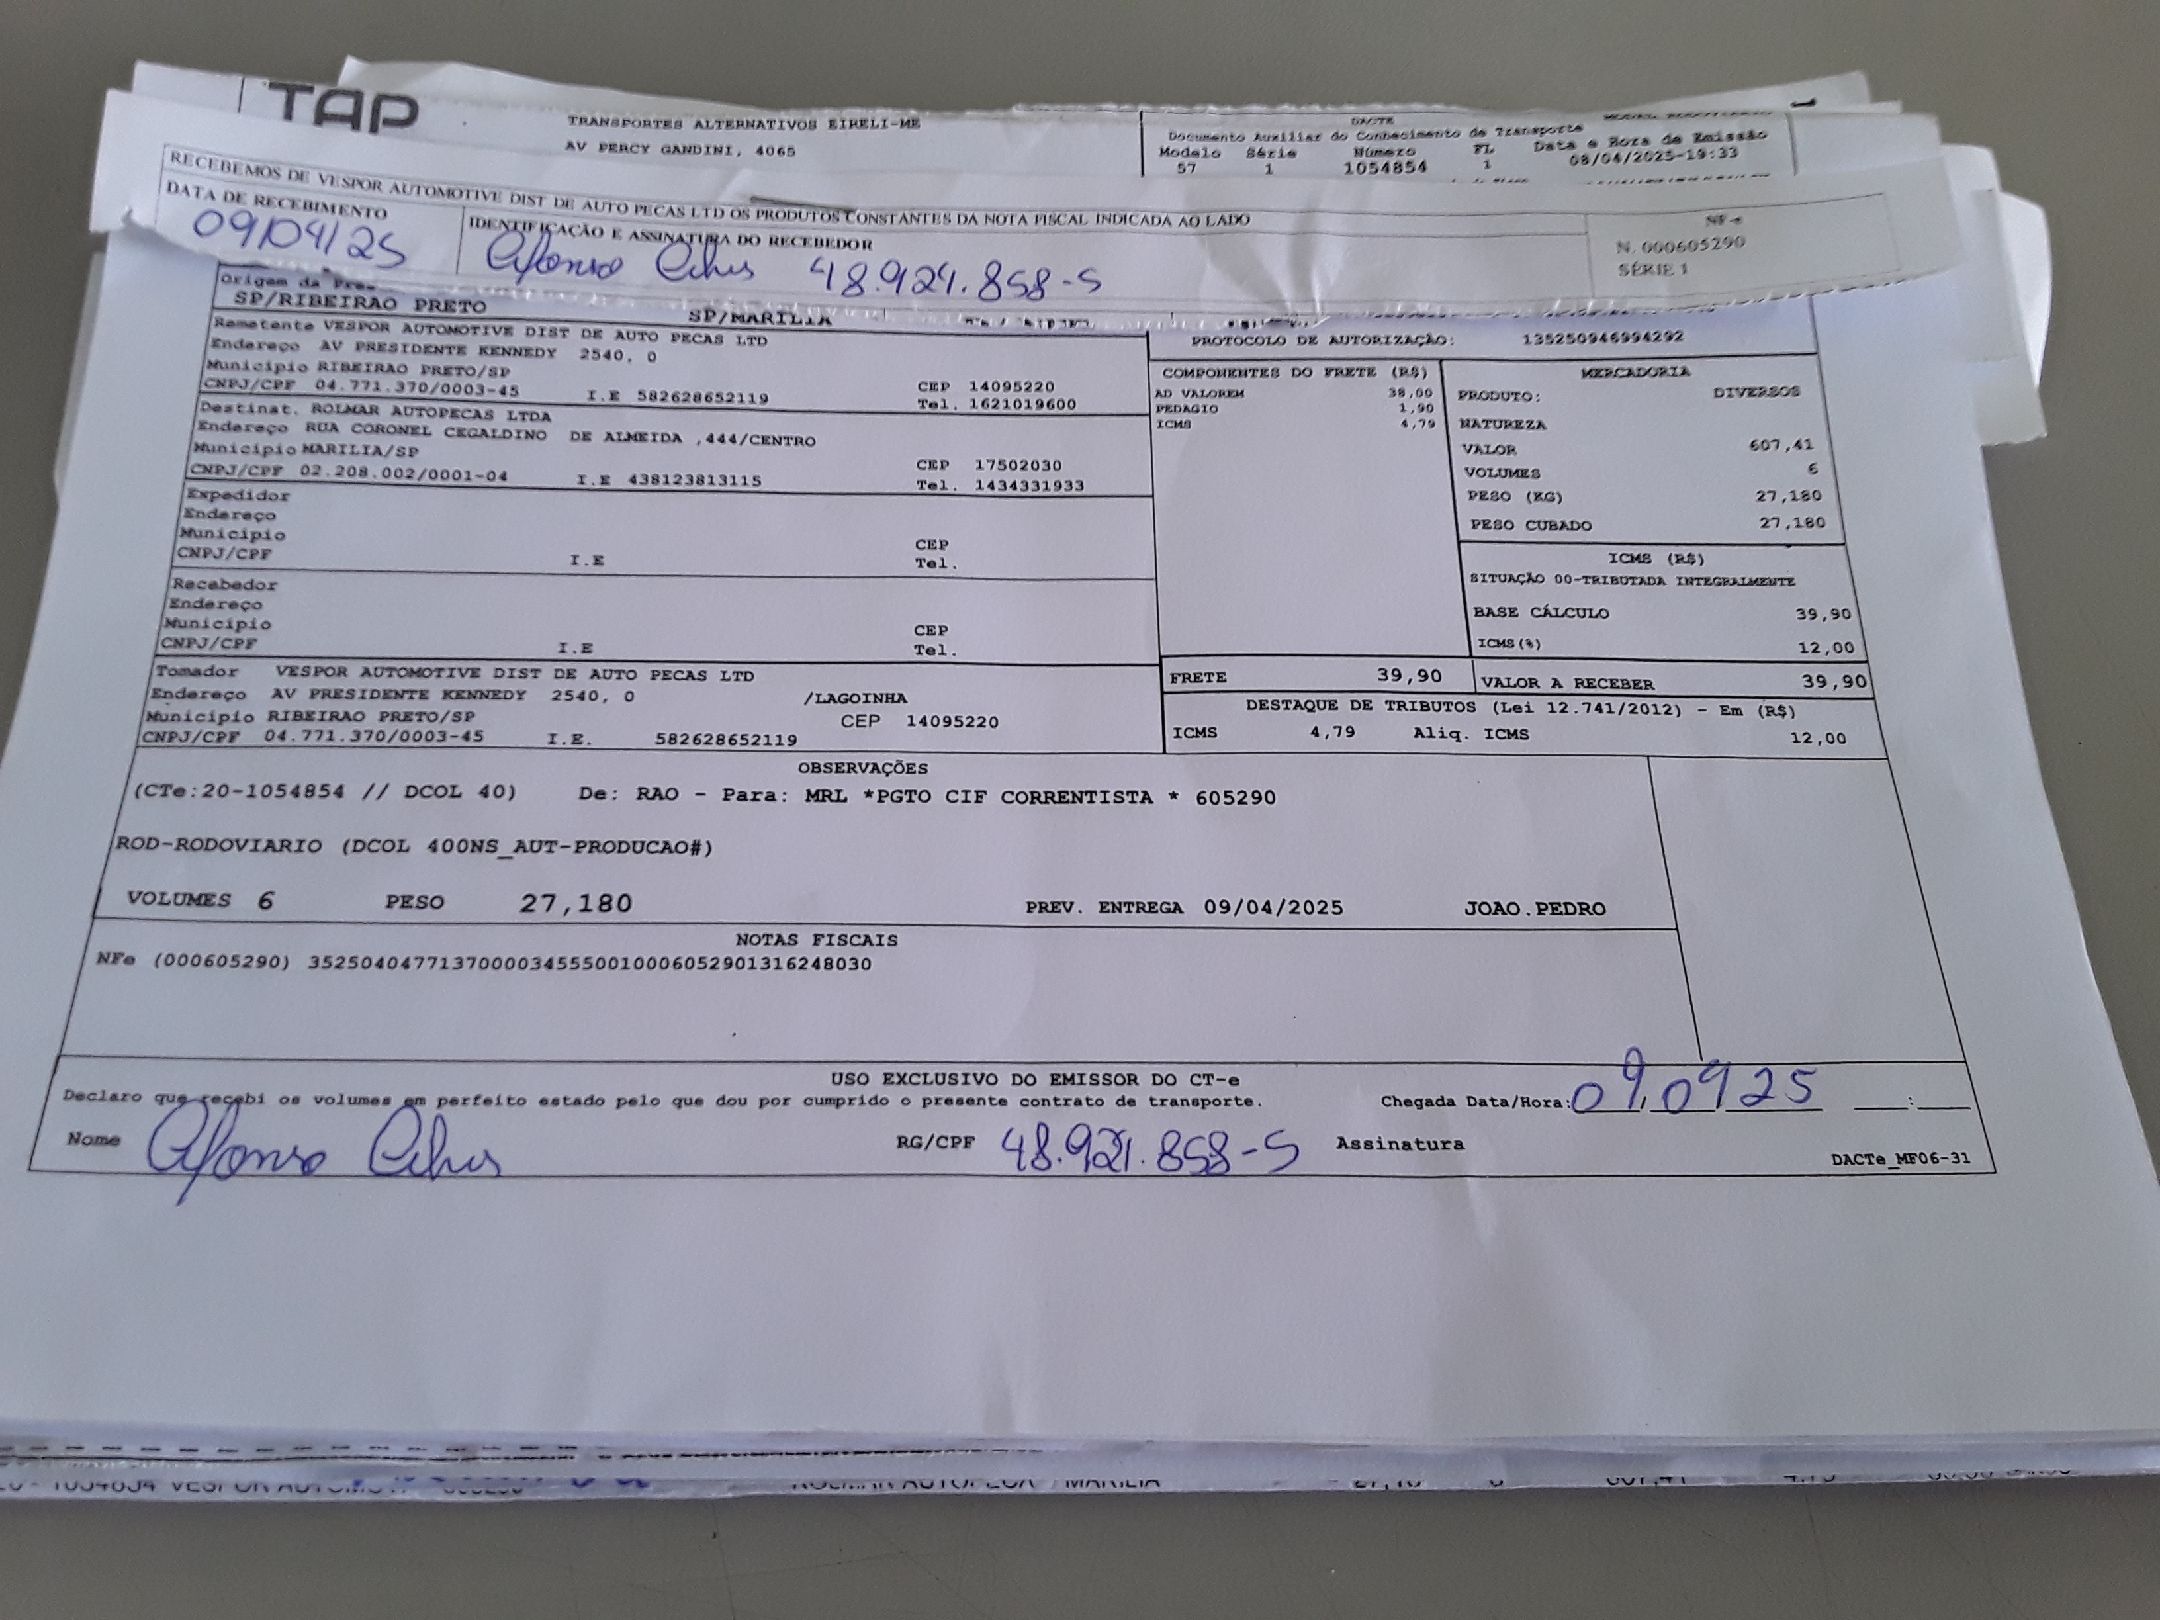 TAP
TRANSPORTES ALTERNATIVOS EIRELI-ME
AV PERCY GANDINI, 4065
DACTE
Documento Auxiliar do Conhecimento de Transporte
Modelo Série Número FL Data e Hora de Emissão
57 1 1054854 1 08/04/2025-19:33
RECEBEMOS DE VESPOR AUTOMOTIVE DIST DE AUTO PECAS LTD OS PRODUTOS CONSTANTES DA NOTA FISCAL INDICADA AO LADO
DATA DE RECEBIMENTO
09/04/25
IDENTIFICAÇÃO E ASSINATURA DO RECEBEDOR
Afonso 48.921.858-5
NF-e
N. 000605290
SÉRIE 1
Origem da
SP/RIBEIRAO PRETO SP/MARILIA
Remetente VESPOR AUTOMOTIVE DIST DE AUTO PECAS LTD
Endereço AV PRESIDENTE KENNEDY 2540, 0
Município RIBEIRAO PRETO/SP CEP 14095220
CNPJ/CPF 04.771.370/0003-45 I.E 582628652119 Tel. 1621019600
Destinat. ROLMAR AUTOPECAS LTDA
Endereço RUA CORONEL CEGALDINO DE ALMEIDA ,444/CENTRO
Município MARILIA/SP CEP 17502030
CNPJ/CPF 02.208.002/0001-04 I.E 438123813115 Tel. 1434331933
Expedidor
Endereço
Município CEP
CNPJ/CPF I.E Tel.
Recebedor
Endereço
Município CEP
CNPJ/CPF I.E Tel.
Tomador VESPOR AUTOMOTIVE DIST DE AUTO PECAS LTD
Endereço AV PRESIDENTE KENNEDY 2540, 0 /LAGOINHA
Município RIBEIRAO PRETO/SP CEP 14095220
CNPJ/CPF 04.771.370/0003-45 I.E. 582628652119
PROTOCOLO DE AUTORIZAÇÃO: 135250946994292
COMPONENTES DO FRETE (R$)
AD VALOREM 38,00
PEDAGIO 1,90
ICMS 4,79
MERCADORIA
PRODUTO: DIVERSOS
NATUREZA
VALOR 607,41
VOLUMES 6
PESO (KG) 27,180
PESO CUBADO 27,180
ICMS (R$)
SITUAÇÃO 00-TRIBUTADA INTEGRALMENTE
BASE CÁLCULO 39,90
ICMS(%) 12,00
FRETE 39,90 VALOR A RECEBER 39,90
DESTAQUE DE TRIBUTOS (Lei 12.741/2012) - Em (R$)
ICMS 4,79 Aliq. ICMS 12,00
OBSERVAÇÕES
(CTe:20-1054854 // DCOL 40) De: RAO - Para: MRL *PGTO CIF CORRENTISTA * 605290
ROD-RODOVIARIO (DCOL 400NS_AUT-PRODUCAO#)
VOLUMES 6 PESO 27,180 PREV. ENTREGA 09/04/2025 JOAO.PEDRO
NOTAS FISCAIS
NFe (000605290) 35250404771370000345550010006052901316248030
USO EXCLUSIVO DO EMISSOR DO CT-e
Declaro que recebi os volumes em perfeito estado pelo que dou por cumprido o presente contrato de transporte. Chegada Data/Hora: 09/04/25 __:__
Nome Afonso RG/CPF 48.921.858-5 Assinatura
DACTe_MF06-31